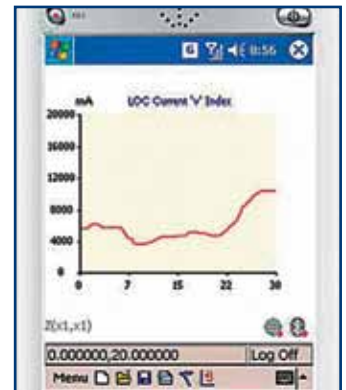 G 8:56
mA LOC Current 'v' Index
20000
16000
12000
8000
4000
0
0 7 15 22 30
Z(x1,x1)
0.000000,20.000000 Log Off
Menu